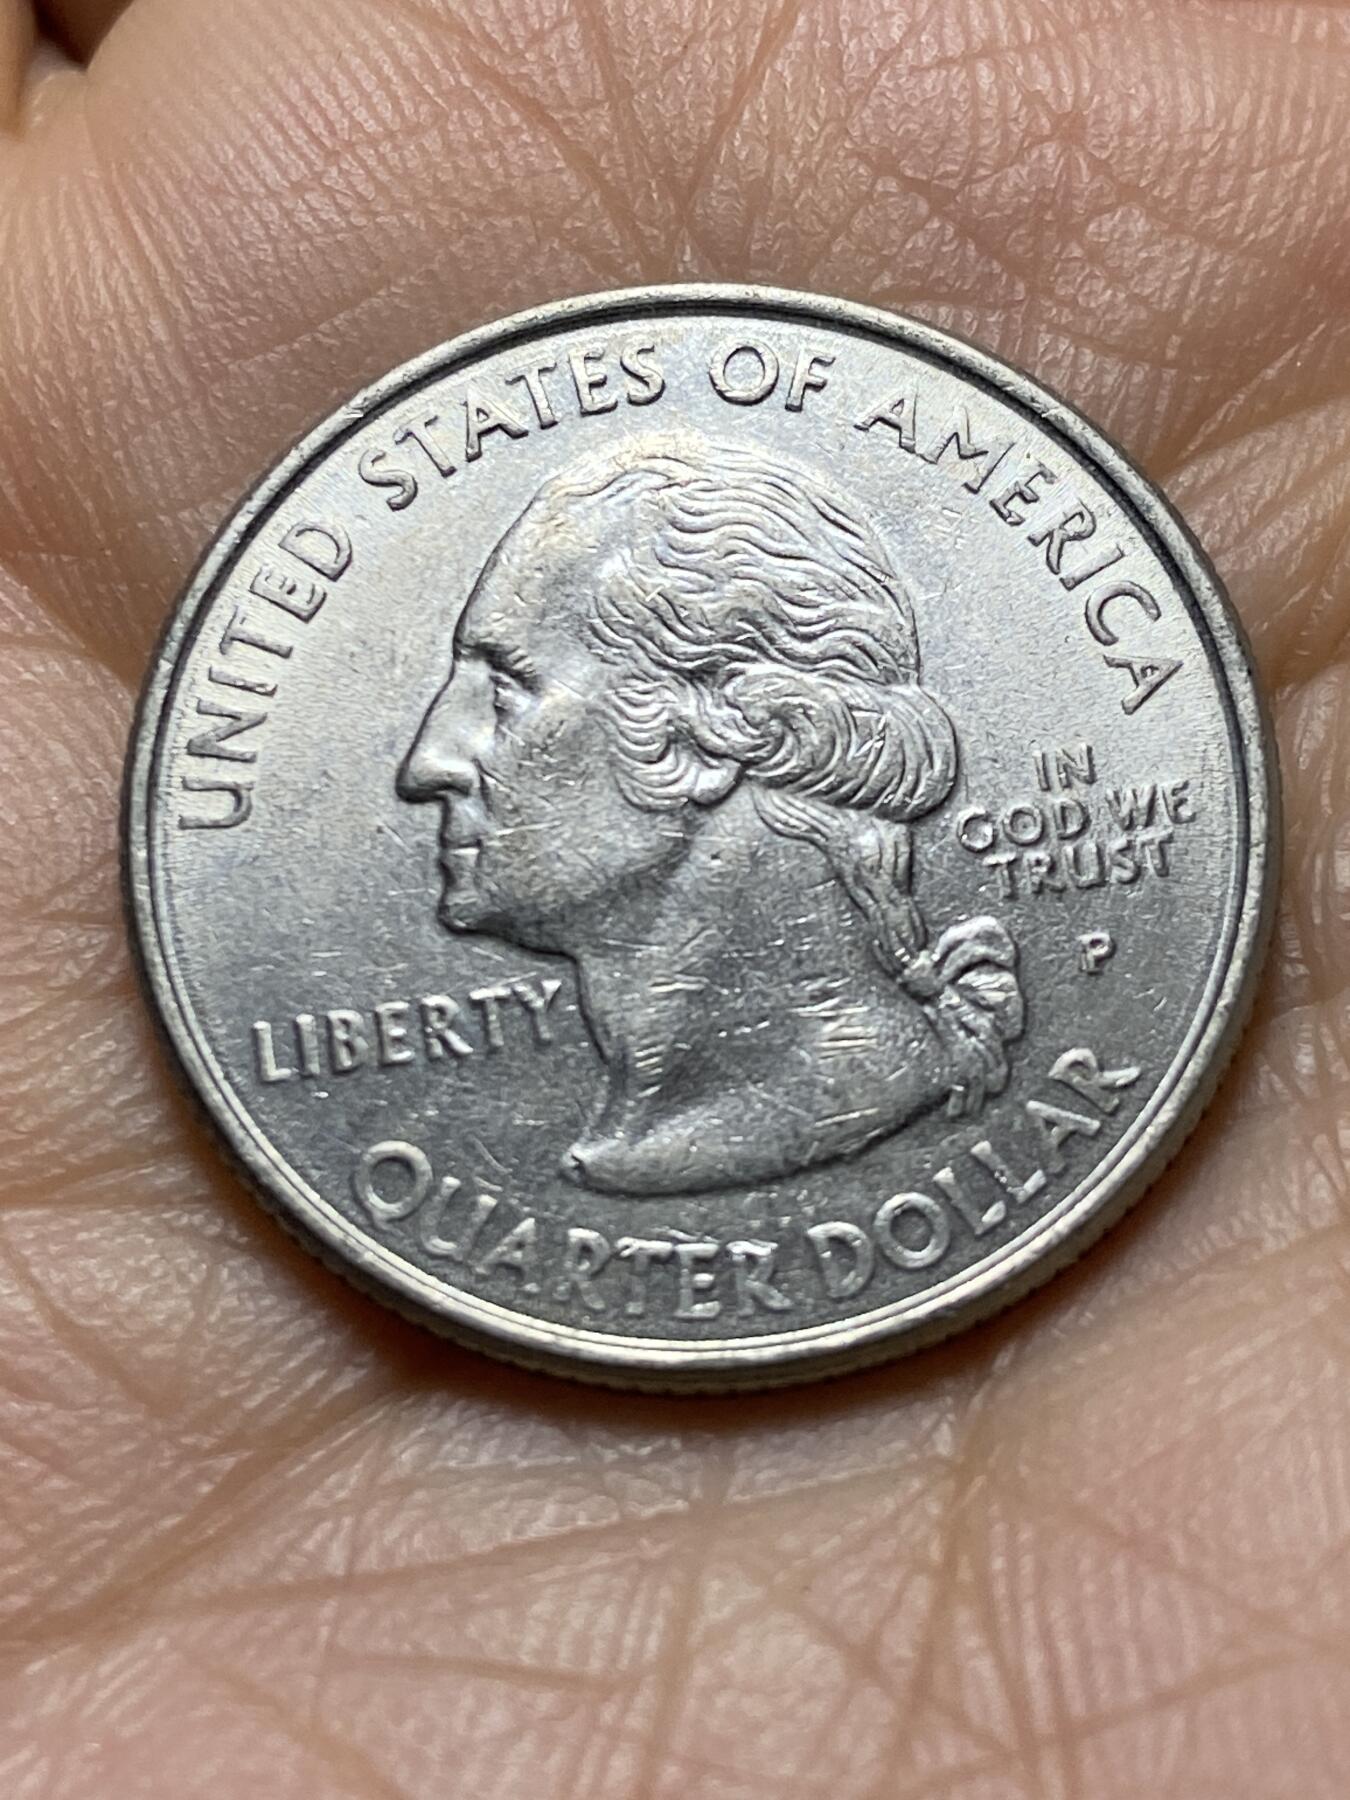 UNITED STATES OF AMERICA
IN
GOD WE
TRUST
P
LIBERTY
QUARTER DOLLAR